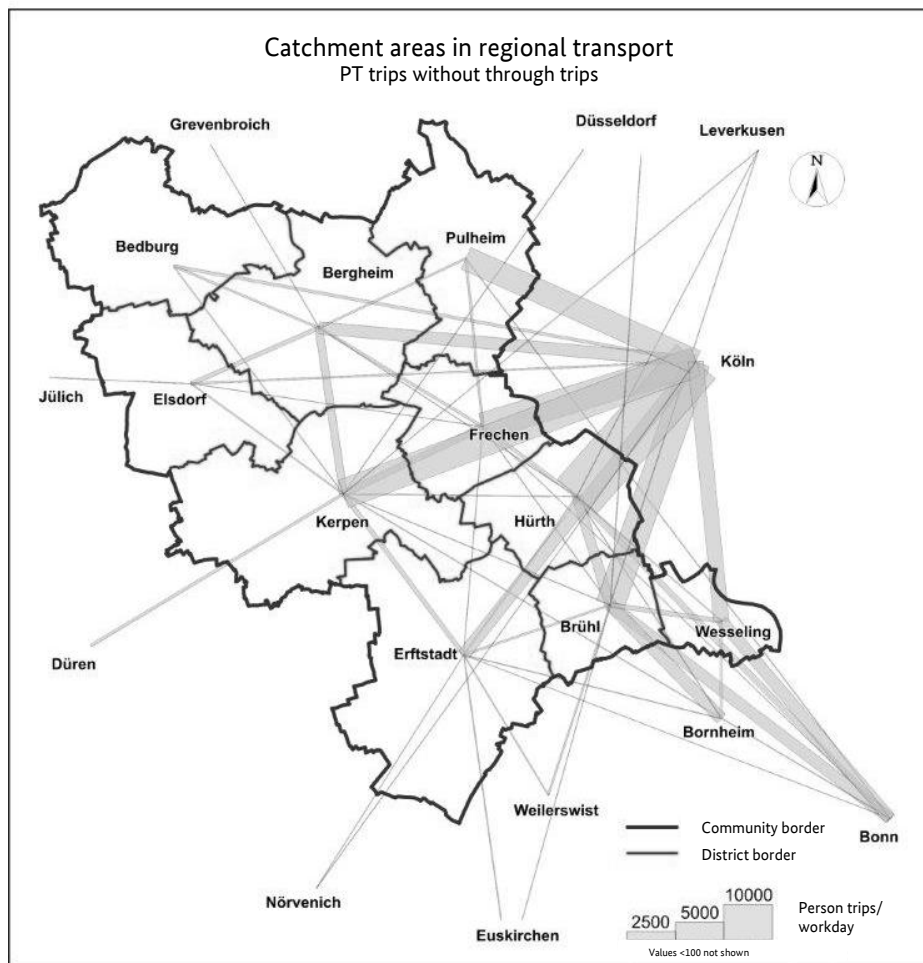 Catchment areas in regional transport
PT trips without through trips
Grevenbroich
Düsseldorf
Leverkusen
N
Bedburg
Bergheim
Pulheim
Köln
Jülich
Elsdorf
Frechen
Kerpen
Hürth
Düren
Erftstadt
Brühl
Wesseling
Bornheim
Weilerswist
Bonn
Nörvenich
Euskirchen
Community border
District border
2500 5000 10000
Person trips/
workday
Values <100 not shown